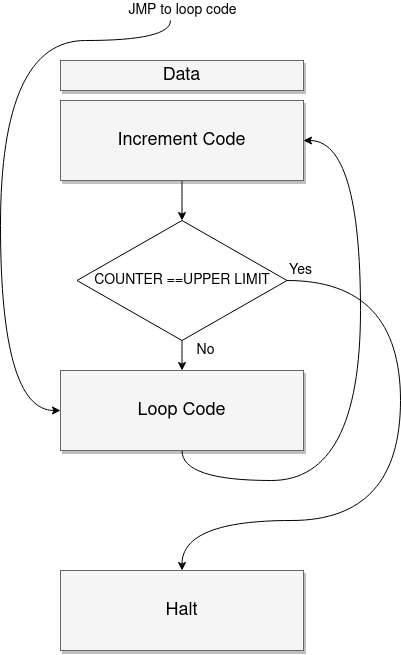 JMP to loop code
Data
Increment Code
COUNTER ==UPPER LIMIT
Yes
No
Loop Code
Halt